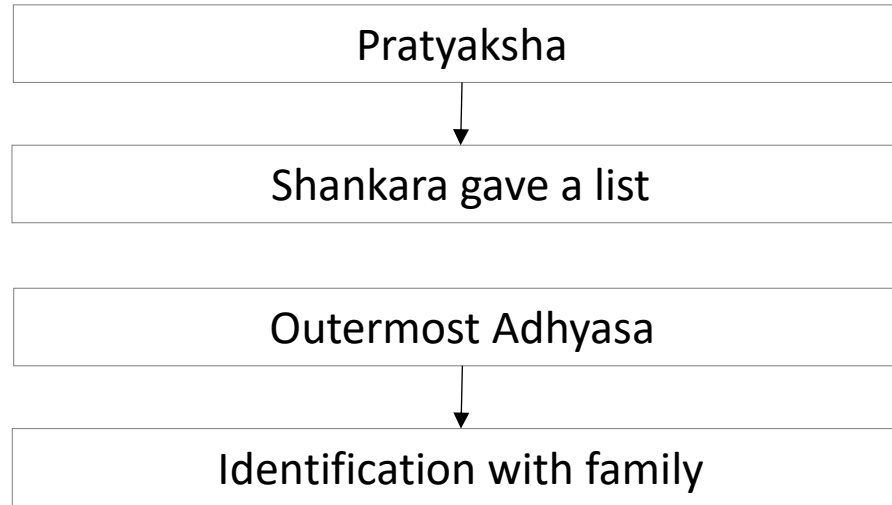 Pratyaksha
Shankara gave a list
Outermost Adhyasa
Identification with family